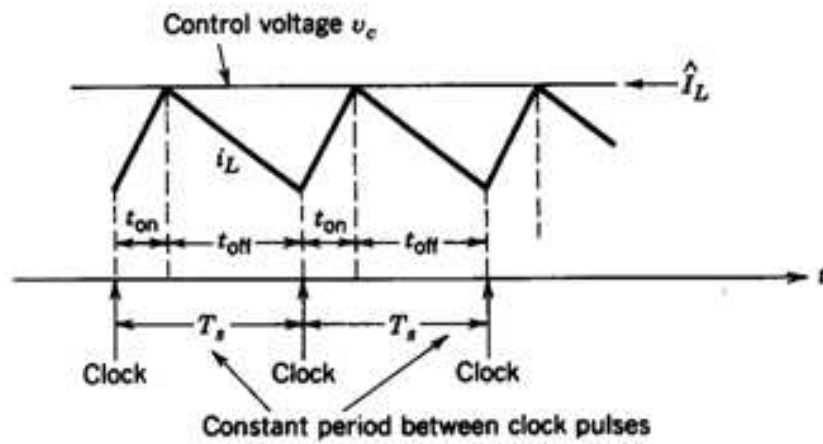 Control voltage v_c
Î_L
i_L
t_on
t_off
t_on
t_off
t
T_s
T_s
Clock
Clock
Clock
Constant period between clock pulses